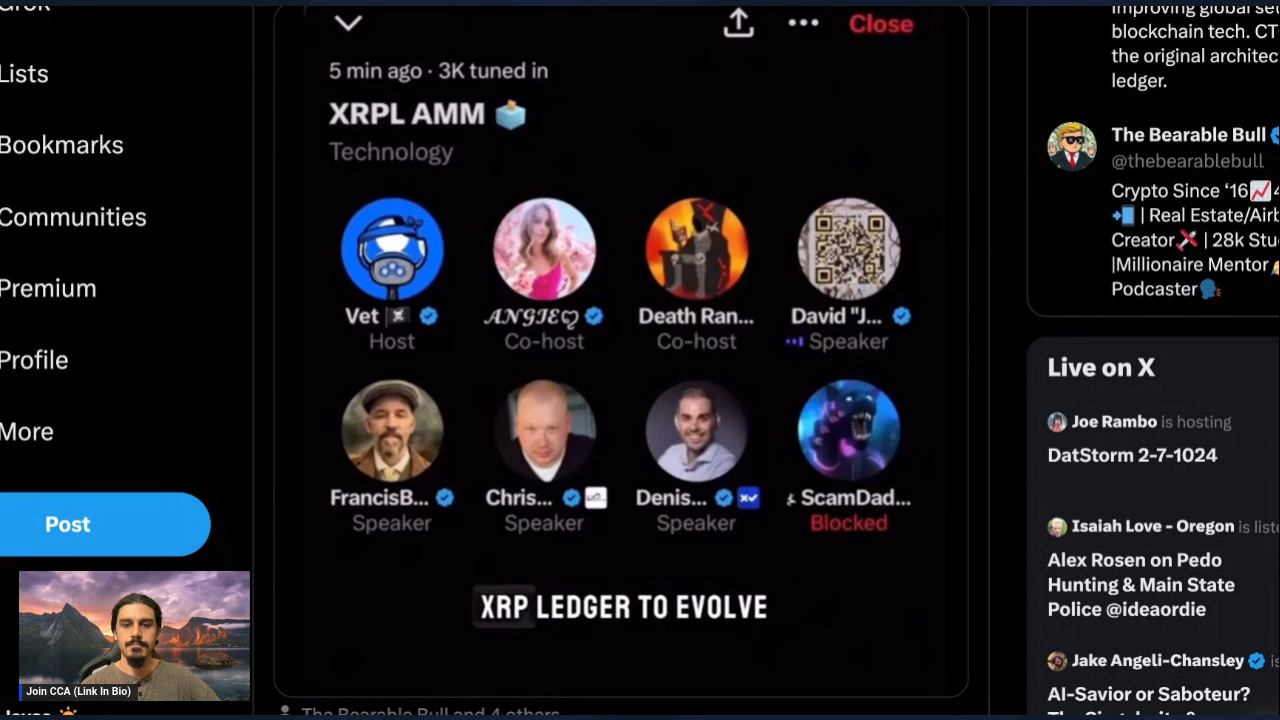 Lists
Bookmarks
Communities
Premium
Profile
More
Post
Join CCA (Link In Bio)
Close
5 min ago · 3K tuned in
XRPL AMM 🗳️
Technology
Vet 🏴‍☠️
Host
𝓐𝓝𝓖𝓘𝓔♡
Co-host
Death Ran...
Co-host
David "J...
Speaker
FrancisB...
Speaker
Chris...
Speaker
Denis...
Speaker
ScamDad...
Blocked
XRP LEDGER TO EVOLVE
The Bearable Bull and 4 others
blockchain tech. CT
the original architec
ledger.
The Bearable Bull
@thebearablebull
Crypto Since ‘16📈4
📲 | Real Estate/Airb
Creator | 28k Stu
|Millionaire Mentor
Podcaster🗣️
Live on X
Joe Rambo is hosting
DatStorm 2-7-1024
Isaiah Love - Oregon is liste
Alex Rosen on Pedo
Hunting & Main State
Police @ideaordie
Jake Angeli-Chansley is
AI-Savior or Saboteur?